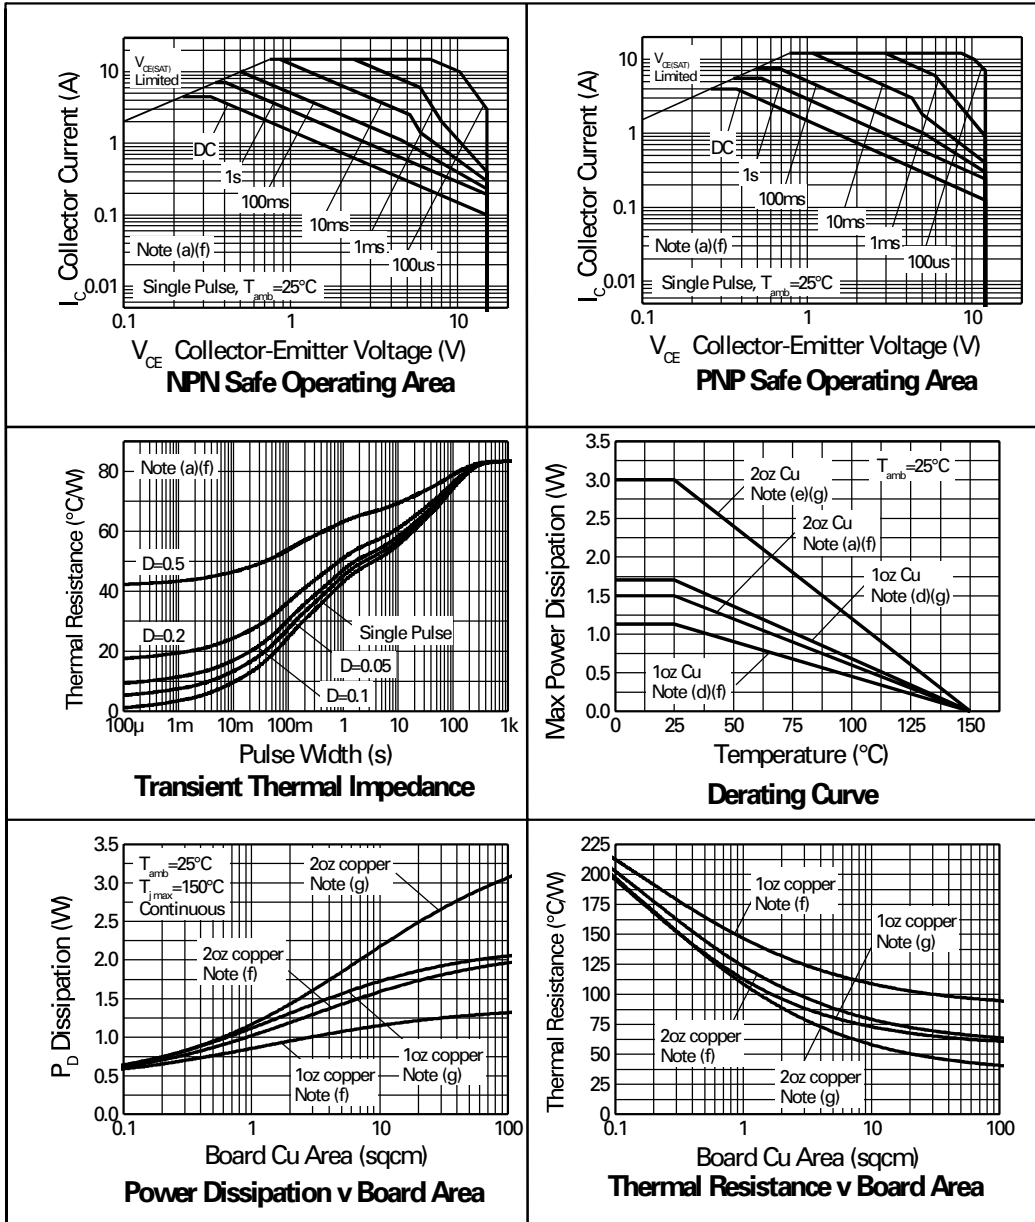 V_CE(SAT)
Limited
10
1
0.1
0.01
I_C Collector Current (A)
DC
1s
100ms
10ms
1ms
100us
Note (a)(f)
Single Pulse, T_amb=25°C
0.1 1 10
V_CE Collector-Emitter Voltage (V)
NPN Safe Operating Area
V_CE(SAT)
Limited
10
1
0.1
0.01
I_C Collector Current (A)
DC
1s
100ms
10ms
1ms
100us
Note (a)(f)
Single Pulse, T_amb=25°C
0.1 1 10
V_CE Collector-Emitter Voltage (V)
PNP Safe Operating Area
80
60
40
20
0
Thermal Resistance (°C/W)
Note (a)(f)
D=0.5
D=0.2
Single Pulse
D=0.05
D=0.1
100µ 1m 10m 100m 1 10 100 1k
Pulse Width (s)
Transient Thermal Impedance
3.5
3.0
2.5
2.0
1.5
1.0
0.5
0.0
Max Power Dissipation (W)
T_amb=25°C
2oz Cu
Note (e)(g)
2oz Cu
Note (a)(f)
1oz Cu
Note (d)(g)
1oz Cu
Note (d)(f)
0 25 50 75 100 125 150
Temperature (°C)
Derating Curve
3.5
3.0
2.5
2.0
1.5
1.0
0.5
0.0
P_D Dissipation (W)
T_amb=25°C
T_j max=150°C
Continuous
2oz copper
Note (g)
2oz copper
Note (f)
1oz copper
Note (f)
1oz copper
Note (g)
0.1 1 10 100
Board Cu Area (sqcm)
Power Dissipation v Board Area
225
200
175
150
125
100
75
50
25
0
Thermal Resistance (°C/W)
1oz copper
Note (f)
1oz copper
Note (g)
2oz copper
Note (f)
2oz copper
Note (g)
0.1 1 10 100
Board Cu Area (sqcm)
Thermal Resistance v Board Area